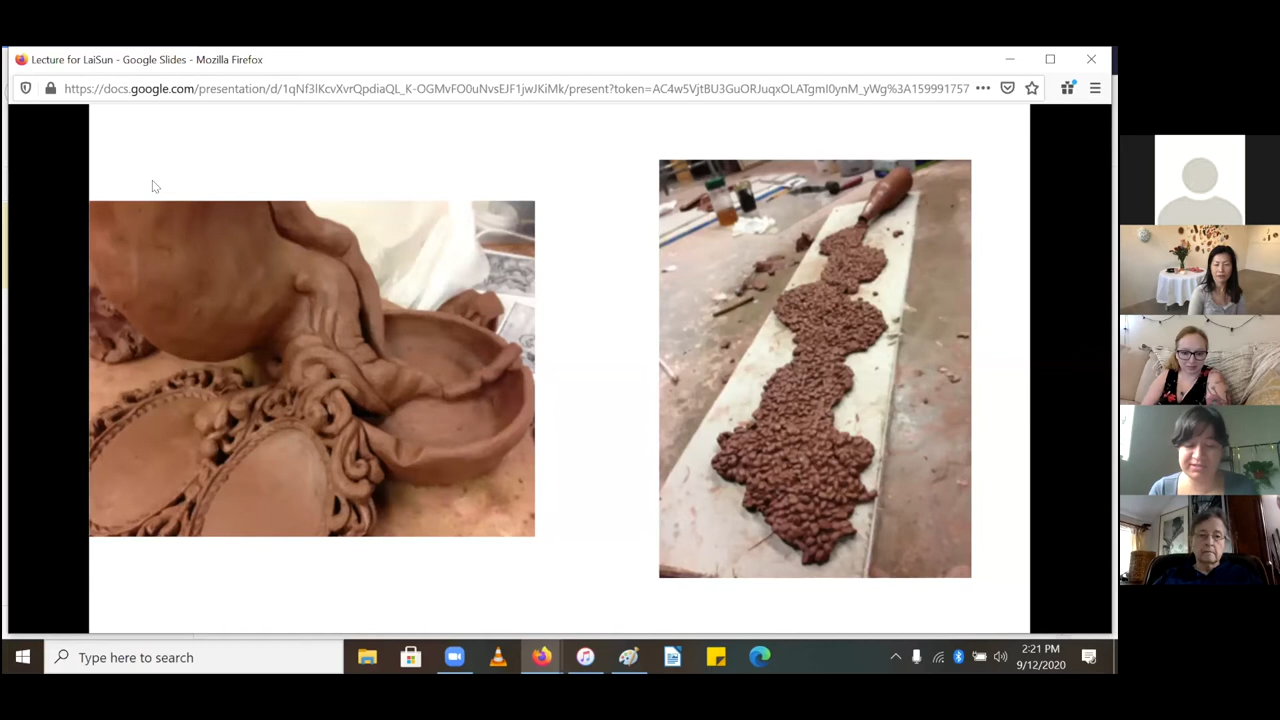 Lecture for LaiSun - Google Slides - Mozilla Firefox
https://docs.google.com/presentation/d/1qNf3lKcvXvrQpdiaQL_K-OGMvFO0uNvsEJF1jwJKiMk/present?token=AC4w5VjtBU3GuORJuqxOLATgmI0ynM_yWg%3A159991757
Type here to search
2:21 PM
9/12/2020